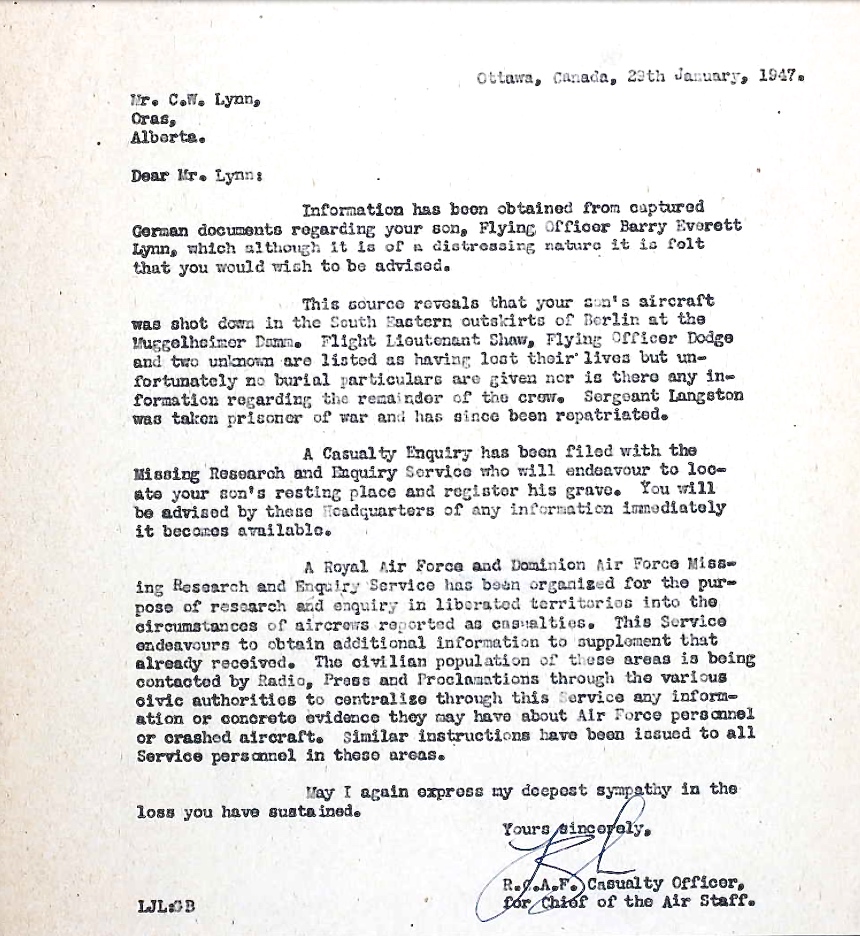 Ottawa, Canada, 29th January, 1947.
Mr. C.W. Lynn,
Oras,
Alberta.
Dear Mr. Lynn:
Information has been obtained from captured
German documents regarding your son, Flying Officer Barry Everett
Lynn, which although it is of a distressing nature it is felt
that you would wish to be advised.
This source reveals that your son's aircraft
was shot down in the South Eastern outskirts of Berlin at the
Muggelheimer Damm. Flight Lieutenant Shaw, Flying Officer Dodge
and two unknown are listed as having lost their lives but un-
fortunately no burial particulars are given nor is there any in-
formation regarding the remainder of the crew. Sergeant Langston
was taken prisoner of war and has since been repatriated.
A Casualty Enquiry has been filed with the
Missing Research and Enquiry Service who will endeavour to loc-
ate your son's resting place and register his grave. You will
be advised by these Headquarters of any information immediately
it becomes available.
A Royal Air Force and Dominion Air Force Miss-
ing Research and Enquiry Service has been organized for the pur-
pose of research and enquiry in liberated territories into the
circumstances of aircrews reported as casualties. This Service
endeavours to obtain additional information to supplement that
already received. The civilian population of these areas is being
contacted by Radio, Press and Proclamations through the various
civic authorities to centralize through this Service any inform-
ation or concrete evidence they may have about Air Force personnel
or crashed aircraft. Similar instructions have been issued to all
Service personnel in these areas.
May I again express my deepest sympathy in the
loss you have sustained.
Yours sincerely,
R.C.A.F. Casualty Officer,
for Chief of the Air Staff.
LJL:GB